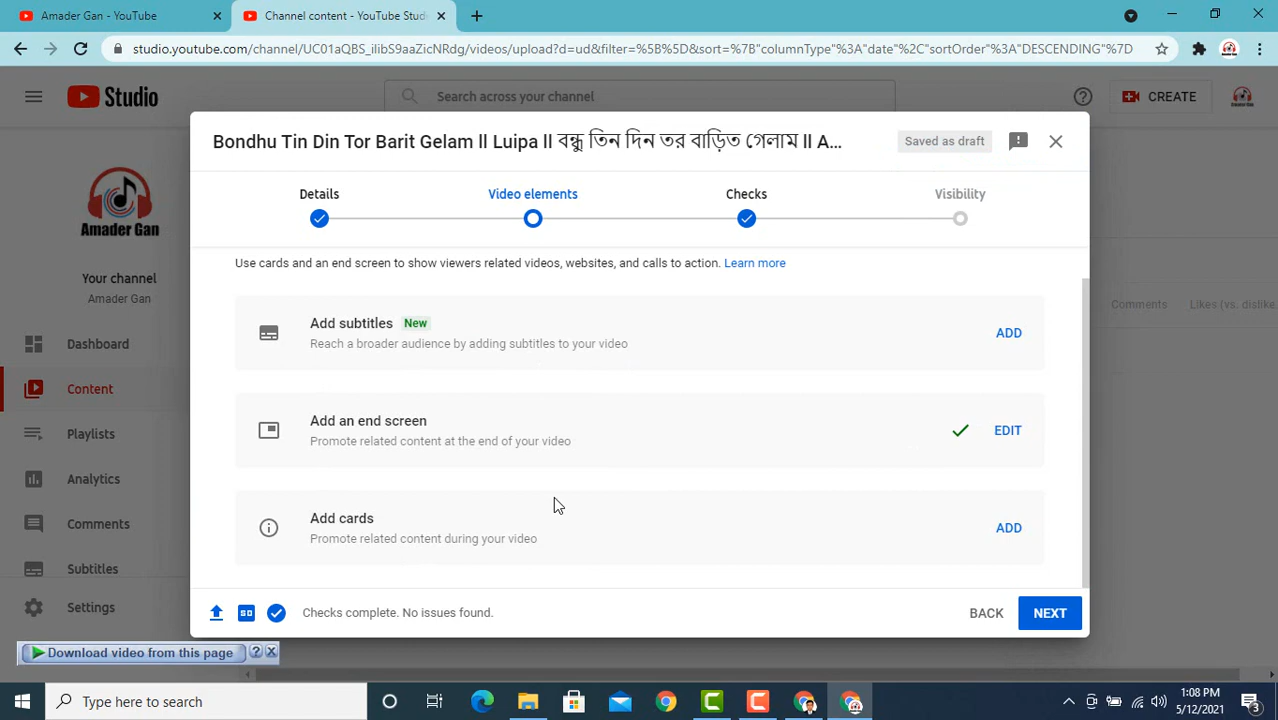 Amader Gan - YouTube
Channel content - YouTube Stud
studio.youtube.com/channel/UC01aQBS_ilibS9aaZicNRdg/videos/upload?d=ud&filter=%5B%5D&sort=%7B"columnType"%3A"date"%2C"sortOrder"%3A"DESCENDING"%7D
Studio
Search across your channel
CREATE
Bondhu Tin Din Tor Barit Gelam ll Luipa ll বন্ধু তিন দিন তর বাড়িত গেলাম ll A...
Saved as draft
Details
Video elements
Checks
Visibility
Amader Gan
Your channel
Amader Gan
Dashboard
Content
Playlists
Analytics
Comments
Subtitles
Settings
Use cards and an end screen to show viewers related videos, websites, and calls to action. Learn more
Comments
Likes (vs. dislike
Add subtitles New
Reach a broader audience by adding subtitles to your video
ADD
Add an end screen
Promote related content at the end of your video
EDIT
Add cards
Promote related content during your video
ADD
SD
Checks complete. No issues found.
BACK
NEXT
Download video from this page
Type here to search
1:08 PM
5/12/2021
3